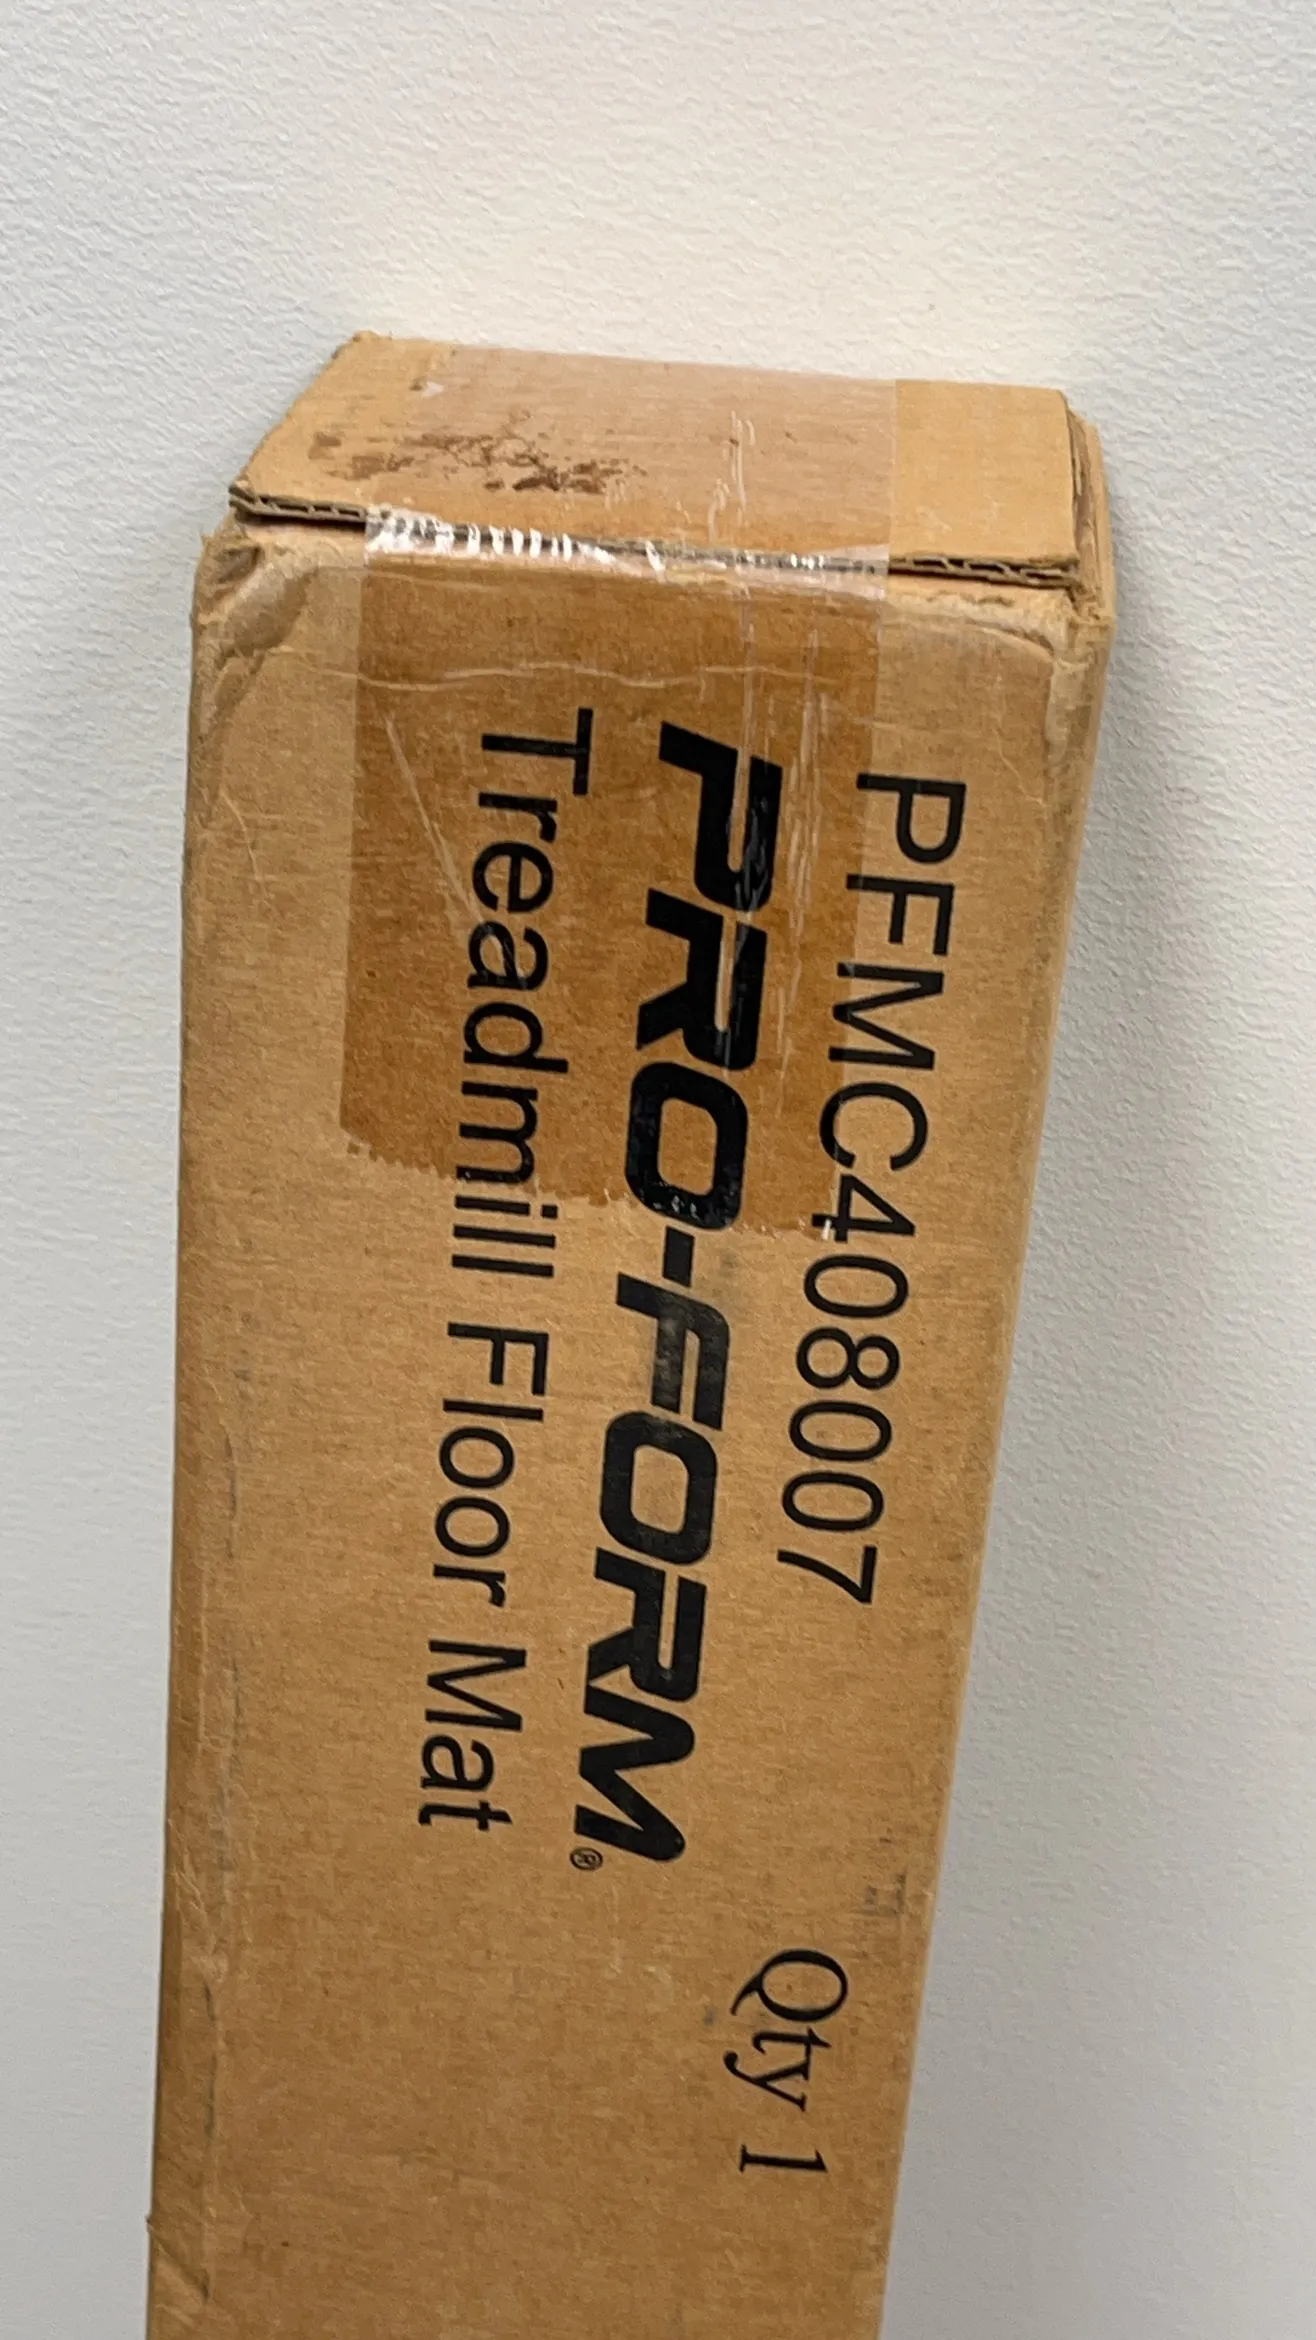 PFMC408007 Qty 1
PRO-FORM®
Treadmill Floor Mat